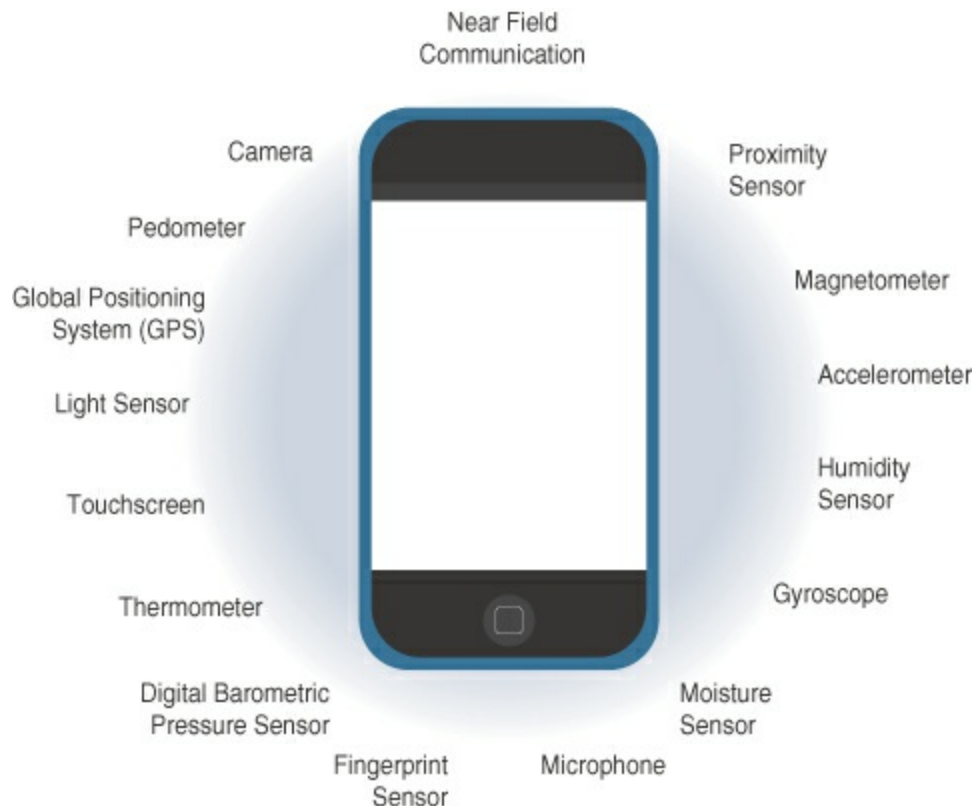 Near Field
Communication
Camera
Proximity
Sensor
Pedometer
Magnetometer
Global Positioning
System (GPS)
Accelerometer
Light Sensor
Humidity
Sensor
Touchscreen
Gyroscope
Thermometer
Digital Barometric
Pressure Sensor
Moisture
Sensor
Fingerprint
Sensor
Microphone